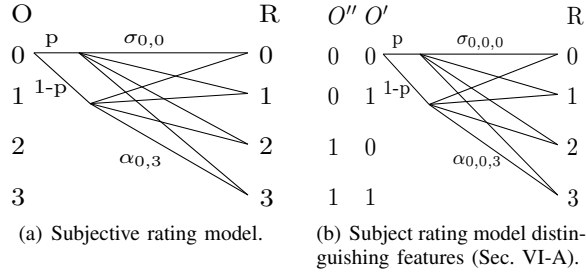 O p σ0,0 R
0 0
1 1-p 1
2 2
3 α0,3 3
(a) Subjective rating model.
O'' O' p σ0,0,0 R
0 0 0
0 1 1-p 1
1 0 2
1 1 α0,0,3 3
(b) Subject rating model distin-
guishing features (Sec. VI-A).